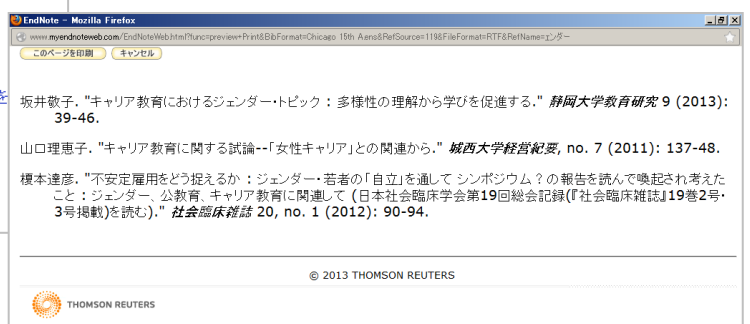 EndNote - Mozilla Firefox
www.myendnoteweb.com/EndNoteWeb.html?func=preview+Print&BibFormat=Chicago 15th A.ens&RefSource=119&FileFormat=RTF&RefName=ェンダー
このページを印刷 キャンセル
を
坂井敬子. "キャリア教育におけるジェンダー・トピック : 多様性の理解から学びを促進する." 静岡大学教育研究 9 (2013):
39-46.
山口理恵子. "キャリア教育に関する試論--「女性キャリア」との関連から." 城西大学経営紀要, no. 7 (2011): 137-48.
榎本達彦. "不安定雇用をどう捉えるか : ジェンダー・若者の「自立」を通して シンポジウム?の報告を読んで喚起され考えた
こと : ジェンダー、公教育、キャリア教育に関連して (日本社会臨床学会第19回総会記録(『社会臨床雑誌』19巻2号・
3号掲載)を読む)." 社会臨床雑誌 20, no. 1 (2012): 90-94.
© 2013 THOMSON REUTERS
THOMSON REUTERS